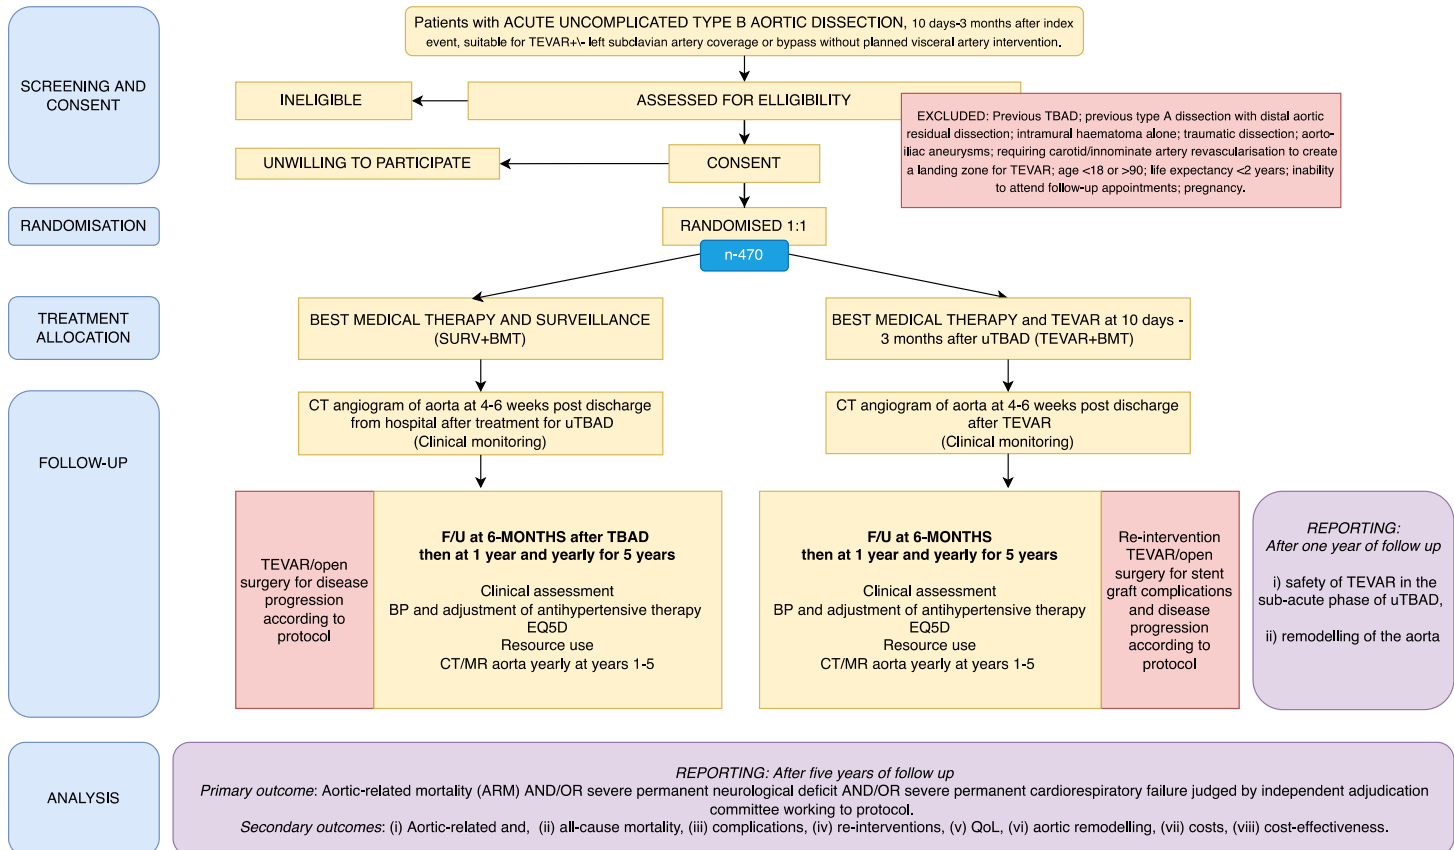 Patients with ACUTE UNCOMPLICATED TYPE B AORTIC DISSECTION, 10 days-3 months after index
event, suitable for TEVAR+\- left subclavian artery coverage or bypass without planned visceral artery intervention.
SCREENING AND
CONSENT
INELIGIBLE
ASSESSED FOR ELLIGIBILITY
EXCLUDED: Previous TBAD; previous type A dissection with distal aortic
residual dissection; intramural haematoma alone; traumatic dissection; aorto-
iliac aneurysms; requiring carotid/innominate artery revascularisation to create
a landing zone for TEVAR; age <18 or >90; life expectancy <2 years; inability
to attend follow-up appointments; pregnancy.
UNWILLING TO PARTICIPATE
CONSENT
RANDOMISATION
RANDOMISED 1:1
n-470
TREATMENT
ALLOCATION
BEST MEDICAL THERAPY AND SURVEILLANCE
(SURV+BMT)
BEST MEDICAL THERAPY and TEVAR at 10 days -
3 months after uTBAD (TEVAR+BMT)
FOLLOW-UP
CT angiogram of aorta at 4-6 weeks post discharge
from hospital after treatment for uTBAD
(Clinical monitoring)
CT angiogram of aorta at 4-6 weeks post discharge
after TEVAR
(Clinical monitoring)
TEVAR/open
surgery for disease
progression
according to
protocol
F/U at 6-MONTHS after TBAD
then at 1 year and yearly for 5 years
Clinical assessment
BP and adjustment of antihypertensive therapy
EQ5D
Resource use
CT/MR aorta yearly at years 1-5
F/U at 6-MONTHS
then at 1 year and yearly for 5 years
Clinical assessment
BP and adjustment of antihypertensive therapy
EQ5D
Resource use
CT/MR aorta yearly at years 1-5
Re-intervention
TEVAR/open
surgery for stent
graft complications
and disease
progression
according to
protocol
REPORTING:
After one year of follow up
i) safety of TEVAR in the
sub-acute phase of uTBAD,
ii) remodelling of the aorta
ANALYSIS
REPORTING: After five years of follow up
Primary outcome: Aortic-related mortality (ARM) AND/OR severe permanent neurological deficit AND/OR severe permanent cardiorespiratory failure judged by independent adjudication
committee working to protocol.
Secondary outcomes: (i) Aortic-related and, (ii) all-cause mortality, (iii) complications, (iv) re-interventions, (v) QoL, (vi) aortic remodelling, (vii) costs, (viii) cost-effectiveness.